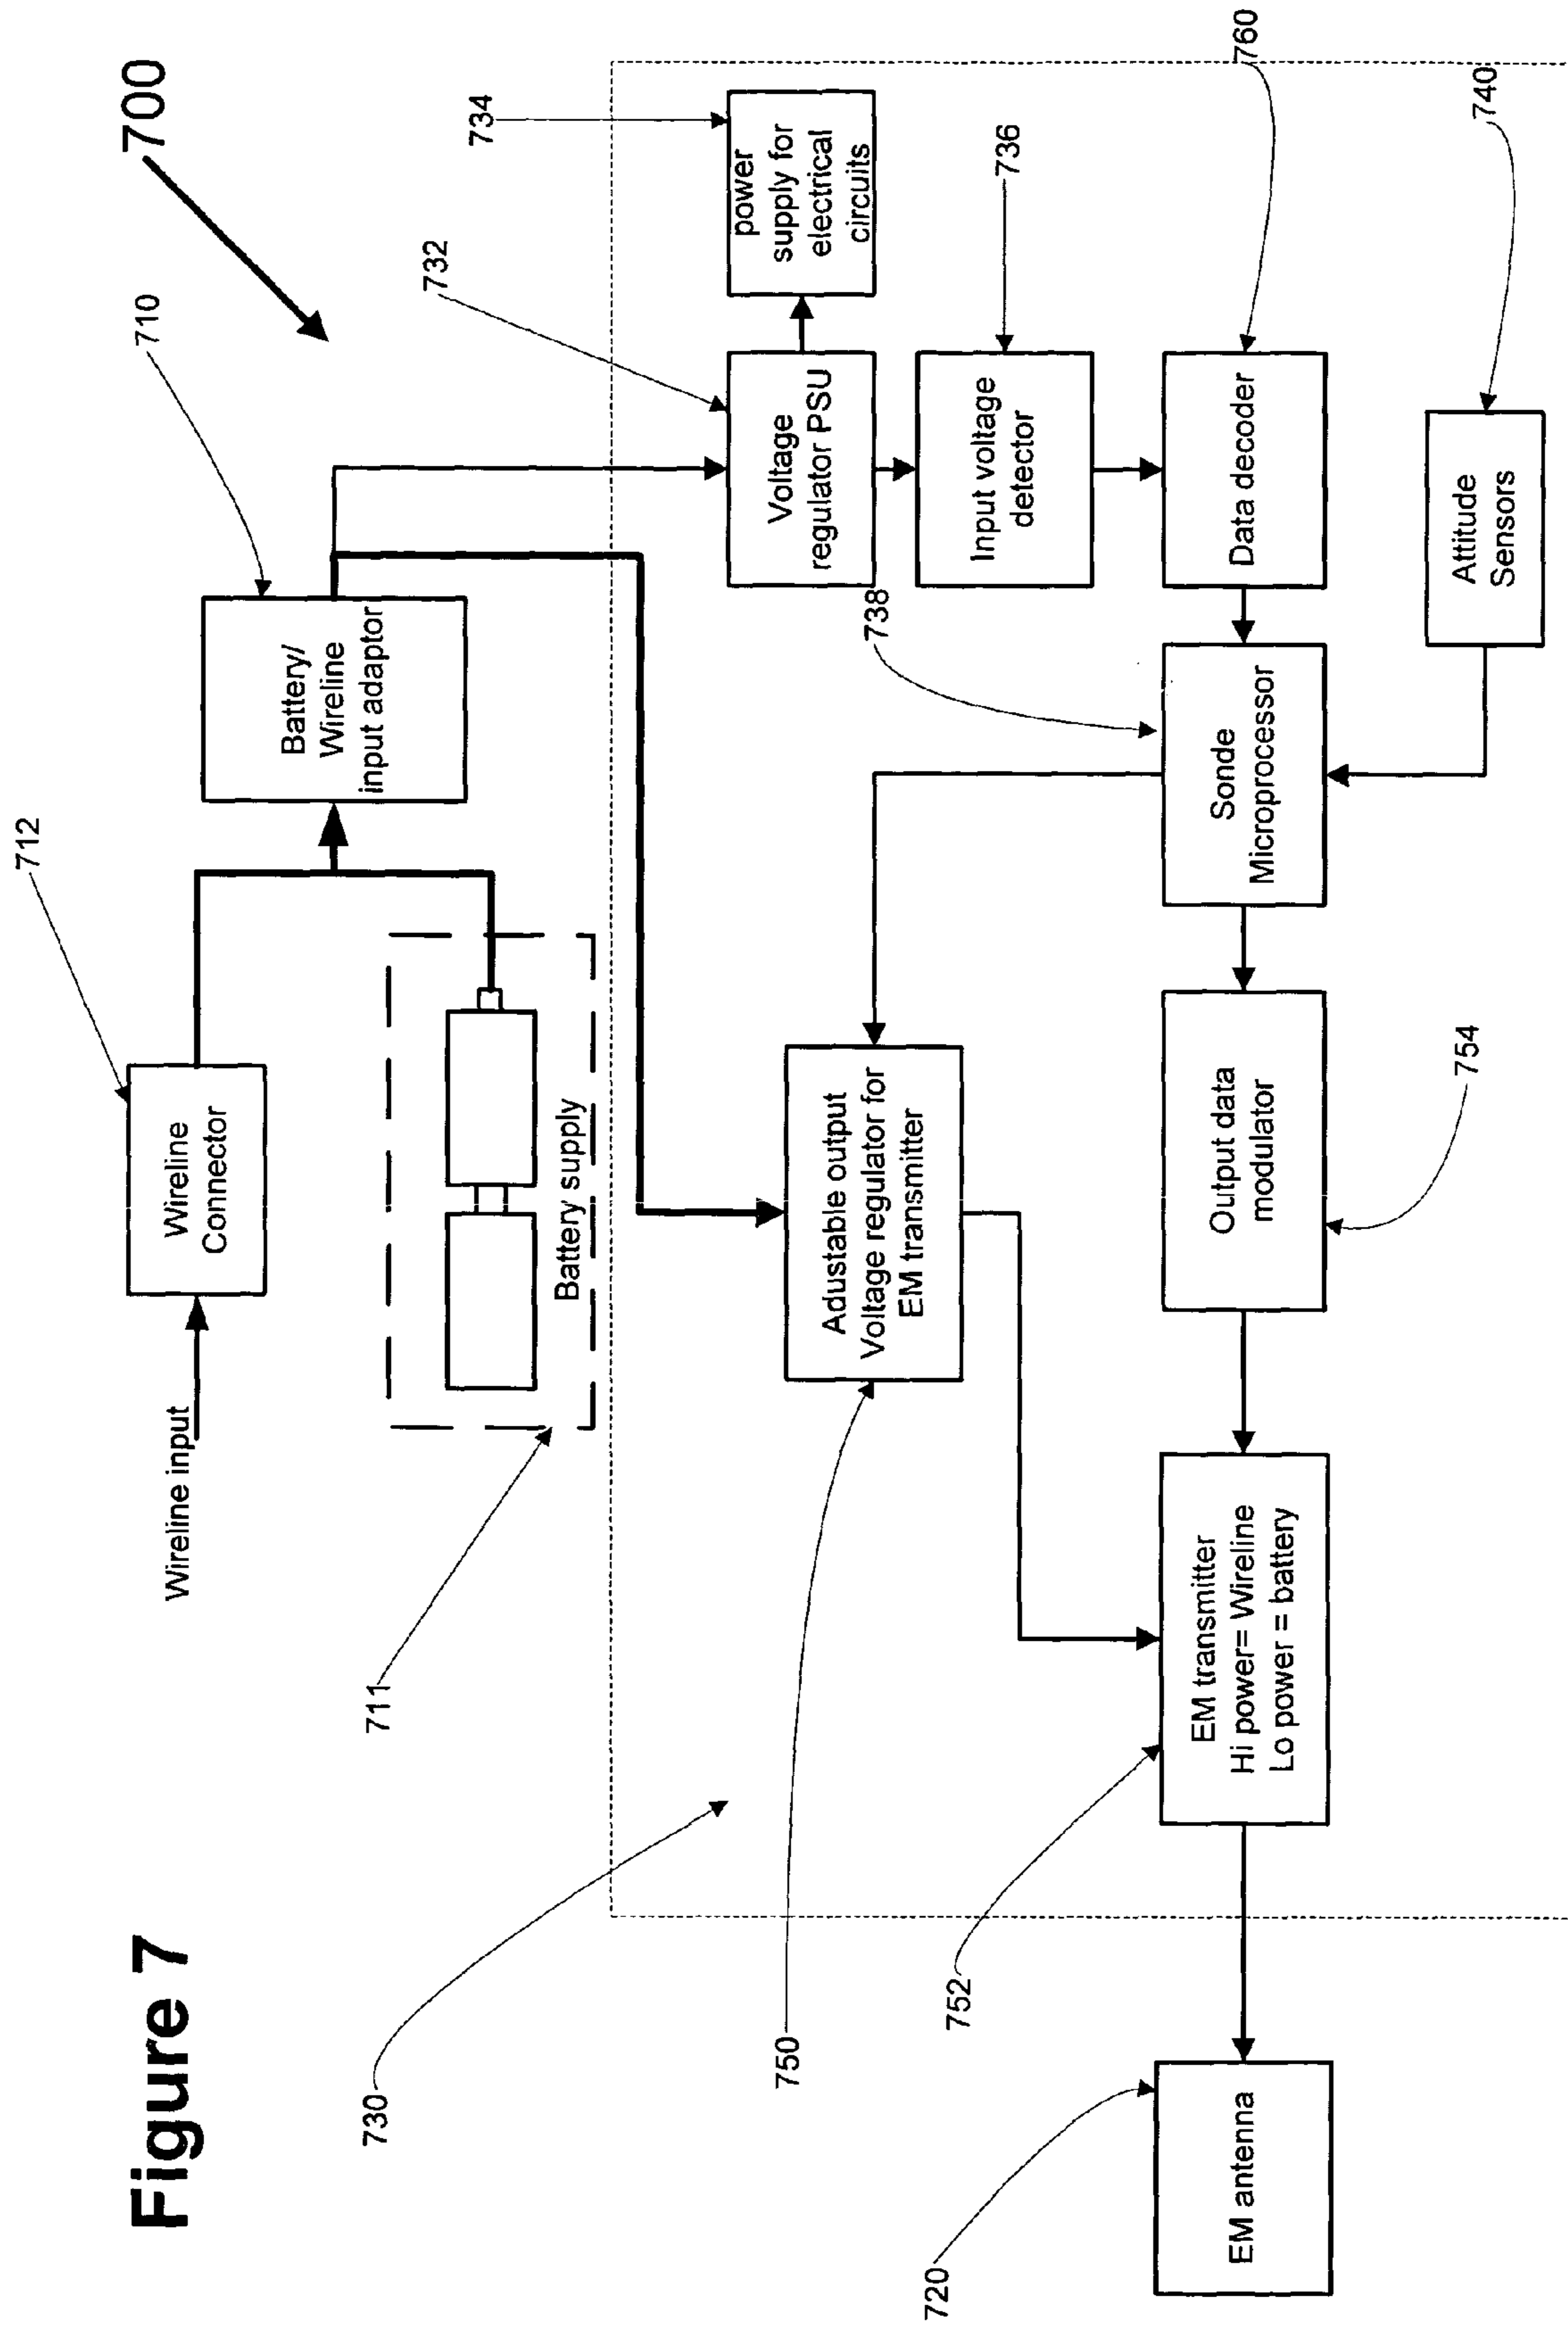 Figure 7
700
710
712
Wireline input
Wireline
Connector
Battery/
Wireline
input adaptor
Battery supply
711
730
732
734
power
supply for
electrical
circuits
Voltage
regulator PSU
736
Input voltage
detector
738
750
Adustable output
Voltage regulator for
EM transmitter
760
Data decoder
740
Attitude
Sensors
Sonde
Microprocessor
Output data
modulator
754
752
EM transmitter
Hi power= Wireline
Lo power = battery
720
EM antenna